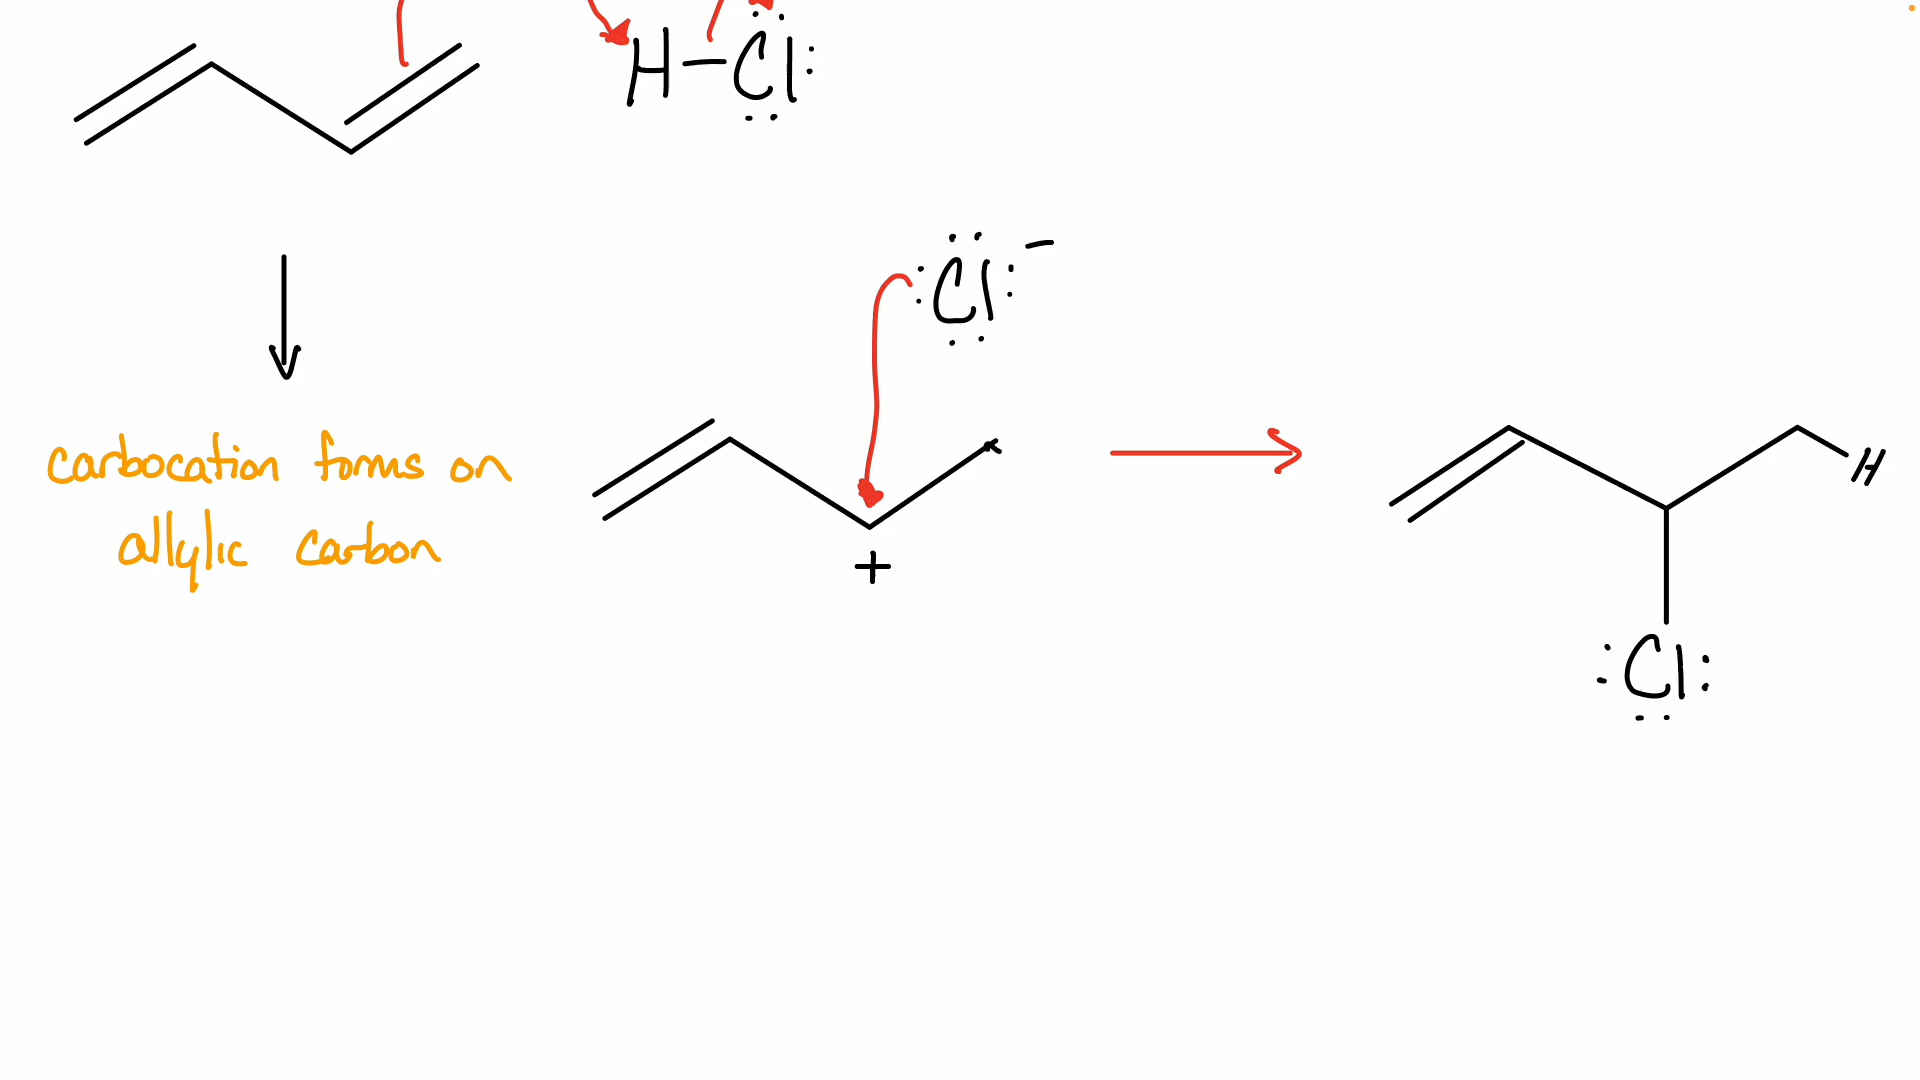 H-Cl:
:Cl:-
carbocation forms on
allylic carbon
+
H
:Cl: